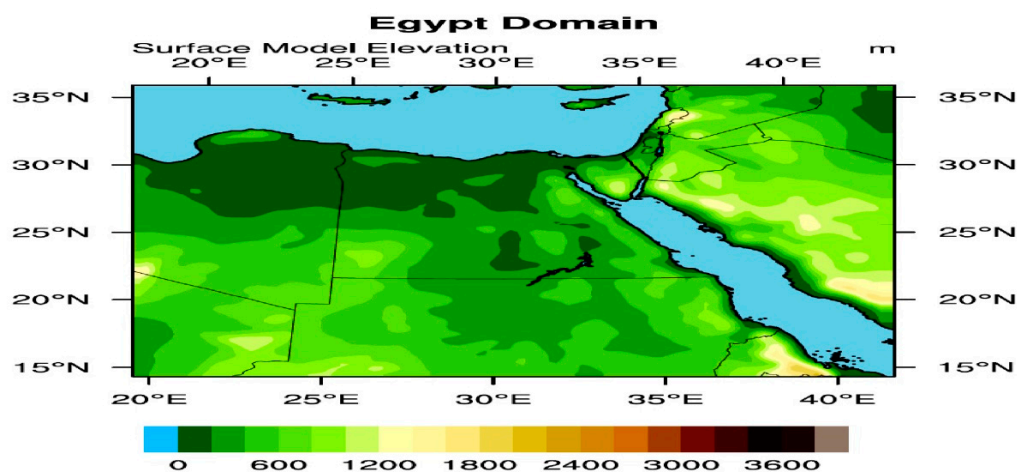 Egypt Domain
Surface Model Elevation m
20°E 25°E 30°E 35°E 40°E
35°N 35°N
30°N 30°N
25°N 25°N
20°N 20°N
15°N 15°N
20°E 25°E 30°E 35°E 40°E
0 600 1200 1800 2400 3000 3600